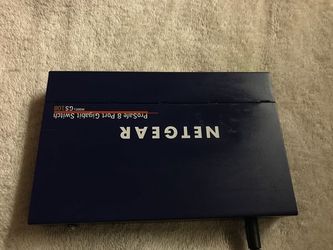 NETGEAR
ProSafe 8 Port Gigabit Switch
MODEL GS108